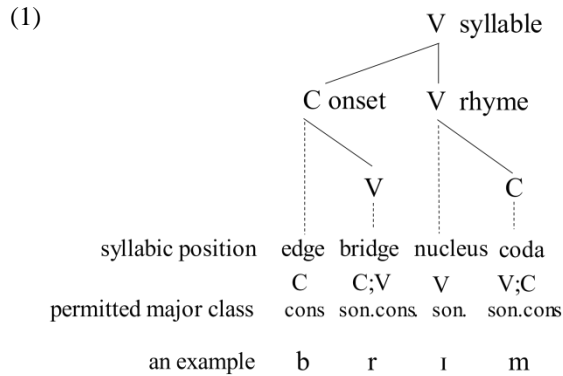 (1)
V syllable
C onset V rhyme
V C
syllabic position edge bridge nucleus coda
C C;V V V;C
permitted major class cons son.cons. son. son.cons
an example b r ɪ m